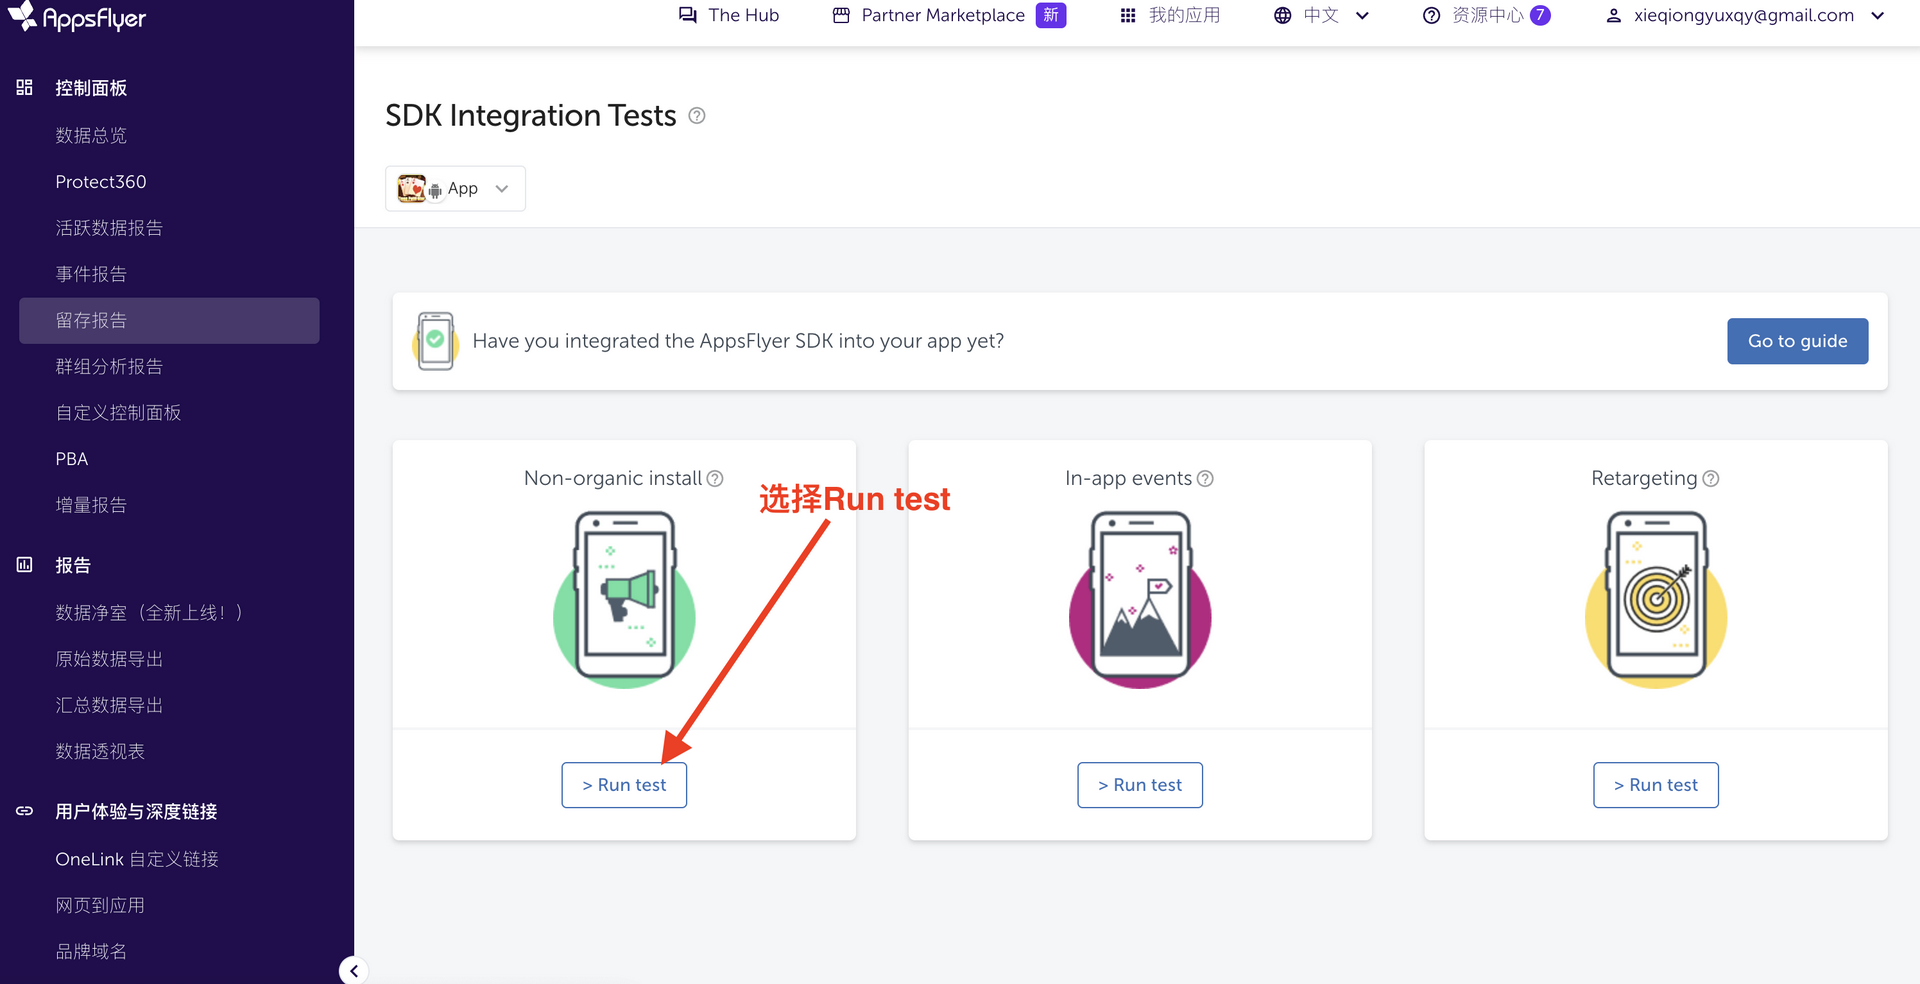 AppsFlyer
The Hub
Partner Marketplace 新
我的应用
中文
资源中心 7
xieqiongyuxqy@gmail.com
控制面板
数据总览
Protect360
活跃数据报告
事件报告
留存报告
群组分析报告
自定义控制面板
PBA
增量报告
报告
数据净室（全新上线！）
原始数据导出
汇总数据导出
数据透视表
用户体验与深度链接
OneLink 自定义链接
网页到应用
品牌域名
SDK Integration Tests
App
Have you integrated the AppsFlyer SDK into your app yet?
Go to guide
Non-organic install
选择Run test
> Run test
In-app events
> Run test
Retargeting
> Run test